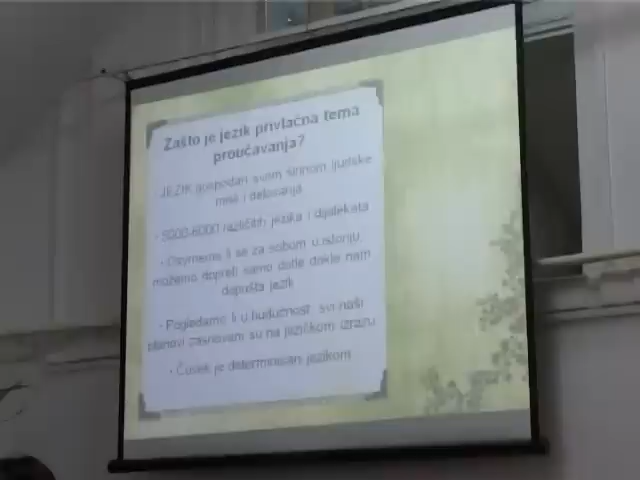 Zašto je jezik privlačna tema
proučavanja?
JEZIK gospodari svom širinom ljudske
misli i delovanja
• 5000-6000 različitih jezika i dijalekata
• Osvrnemo li se za sobom u istoriju,
možemo dopreti samo dotle dokle nam
dopušta jezik
• Pogledamo li u budućnost, svi naši
planovi zasnovani su na jezičkom izrazu
• Čovek je determinisan jezikom